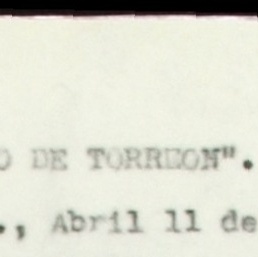 O DE TORREON".
., Abril 11 de